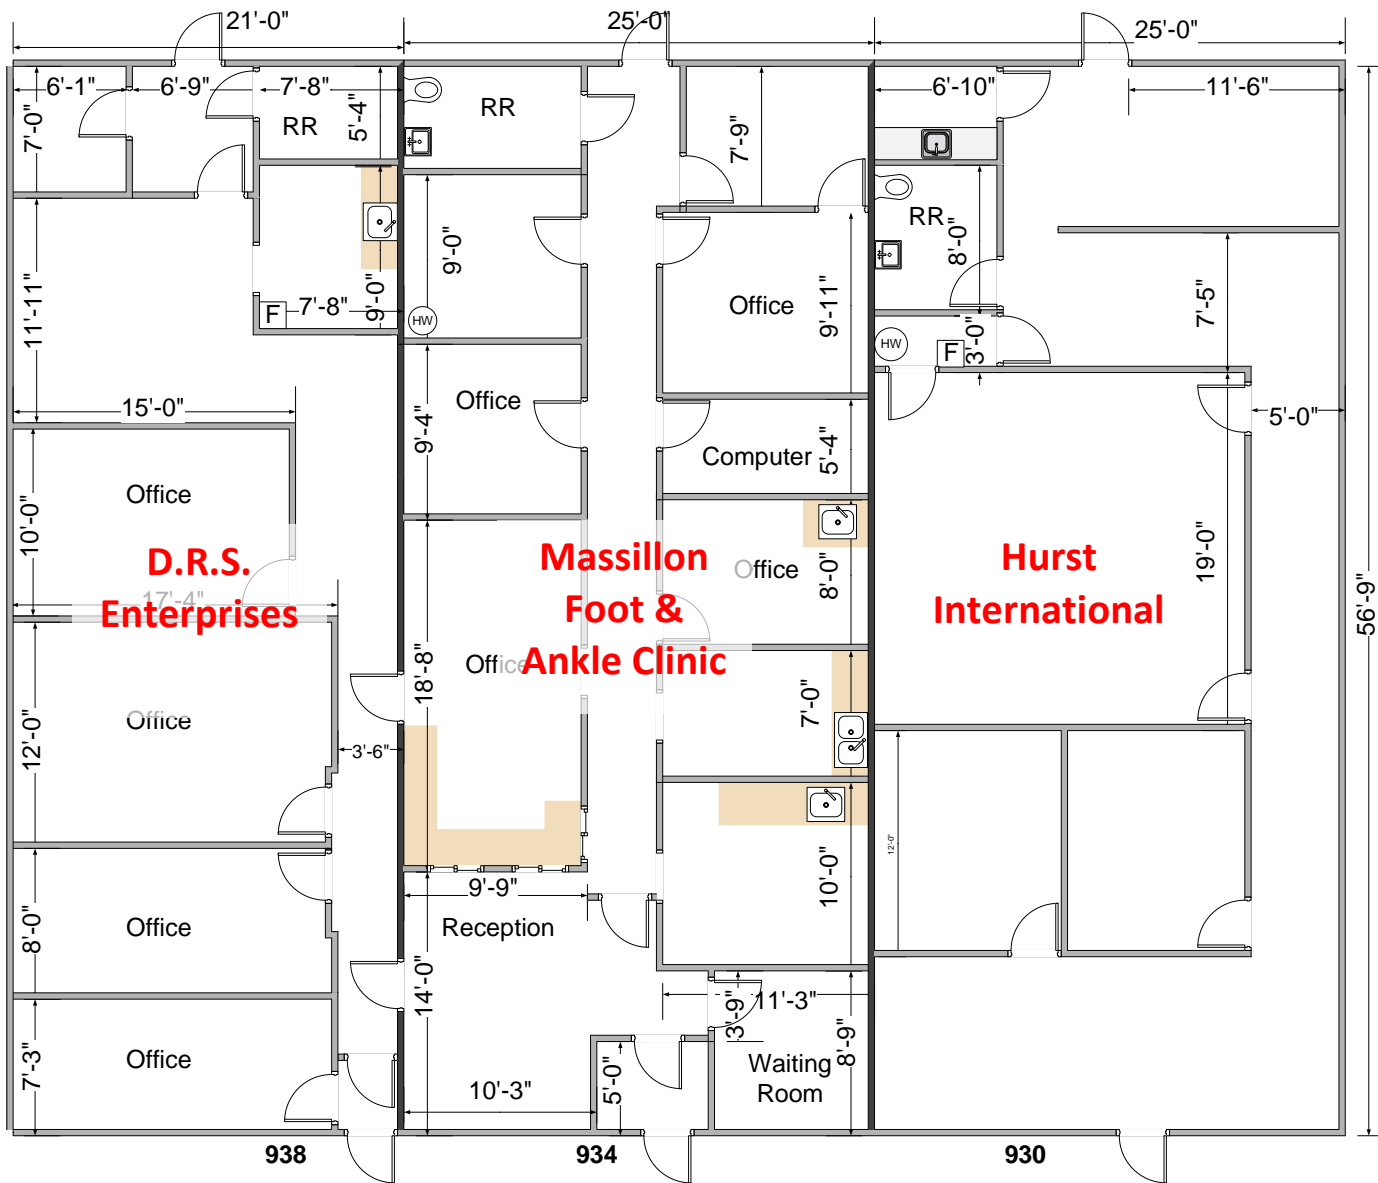 21'-0"
25'-0"
25'-0"
6'-1"
6'-9"
7'-8"
6'-10"
11'-6"
7'-0"
RR
5'-4"
RR
7'-9"
RR
8'-0"
9'-0"
9'-0"
7'-8"
F
HW
11'-11"
Office
9'-11"
7'-5"
HW
F
3'-0"
15'-0"
Office
9'-4"
Computer
5'-4"
5'-0"
Office
10'-0"
17'-4"
D.R.S.
Enterprises
Massillon
Foot &
Ankle Clinic
Office
8'-0"
Hurst
International
19'-0"
56'-9"
Office
18'-8"
7'-0"
Office
12'-0"
3'-6"
12'-0"
9'-9"
Reception
10'-0"
Office
8'-0"
14'-0"
11'-3"
3'-9"
8'-9"
Waiting
Room
Office
7'-3"
10'-3"
5'-0"
938
934
930